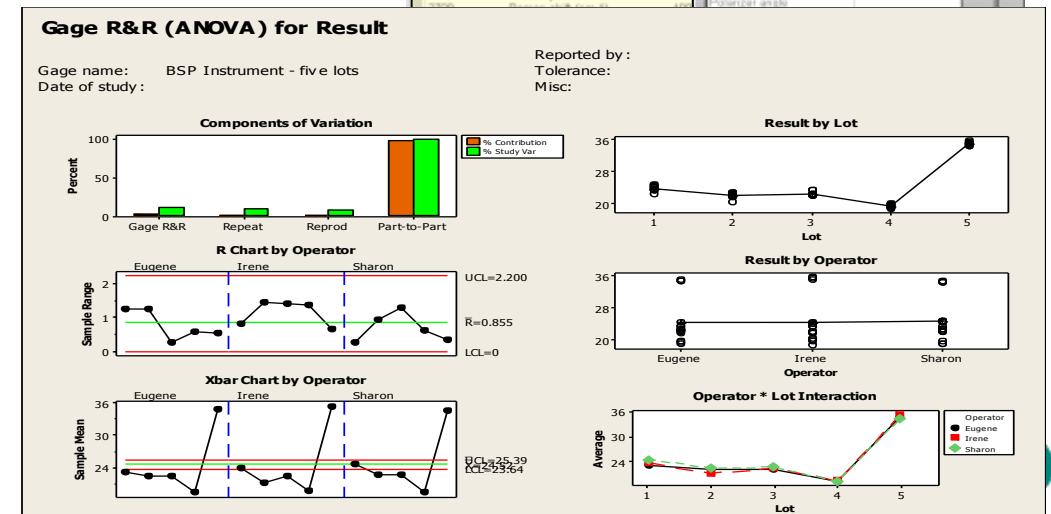 Gage R&R (ANOVA) for Result
Reported by:
Gage name: BSP Instrument - five lots
Tolerance:
Date of study:
Misc:
Components of Variation
100
50
0
Percent
Gage R&R Repeat Reprod Part-to-Part
% Contribution
% Study Var
Result by Lot
36
28
20
1 2 3 4 5
Lot
R Chart by Operator
Eugene Irene Sharon
2
1
0
Sample Range
UCL=2.200
R=0.855
LCL=0
Result by Operator
36
28
20
Eugene Irene Sharon
Operator
Xbar Chart by Operator
Eugene Irene Sharon
36
30
24
Sample Mean
UCL=25.39
Operator * Lot Interaction
36
30
24
Average
1 2 3 4 5
Lot
Operator
Eugene
Irene
Sharon